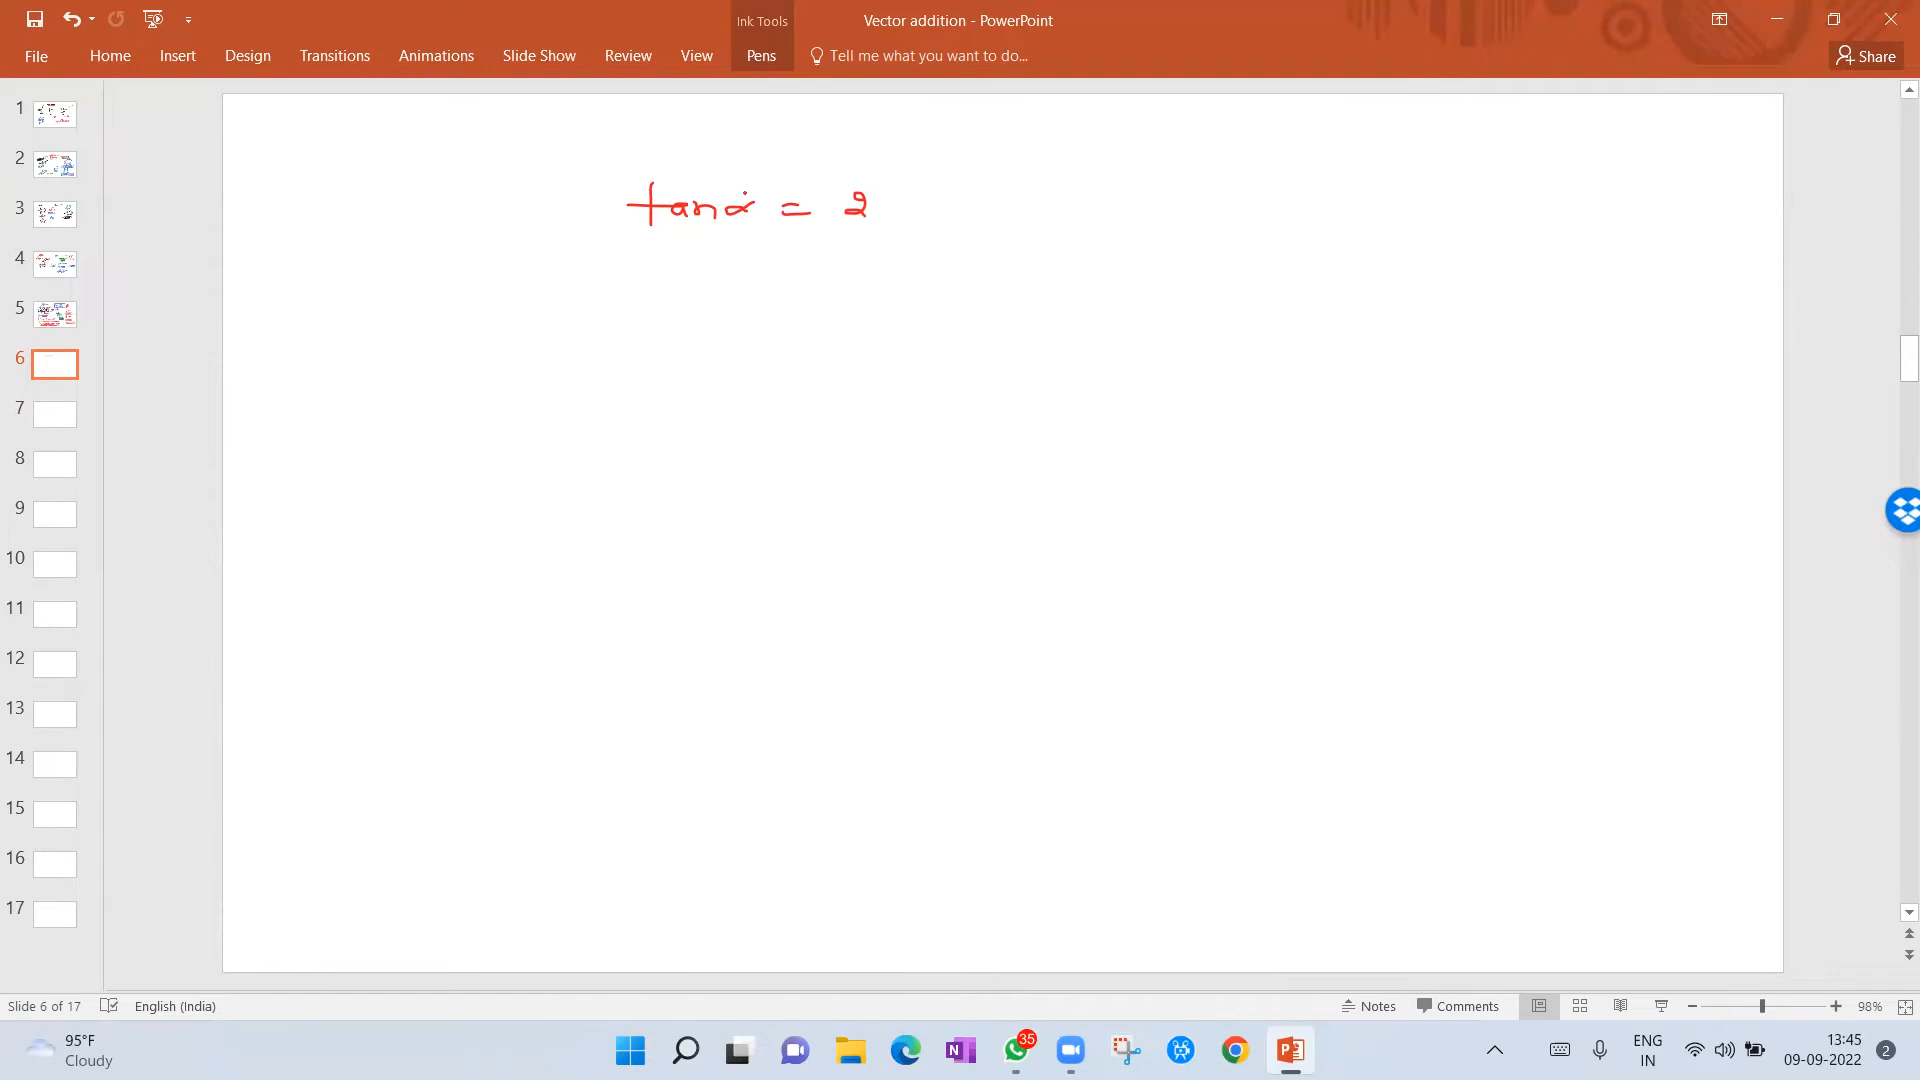 Ink Tools
Vector addition - PowerPoint
File Home Insert Design Transitions Animations Slide Show Review View Pens Tell me what you want to do... Share
1
2
3
4
5
6
7
8
9
10
11
12
13
14
15
16
17
tan α = 2
Slide 6 of 17 English (India) Notes Comments 98%
95°F
Cloudy
35
ENG
IN
13:45
09-09-2022
2